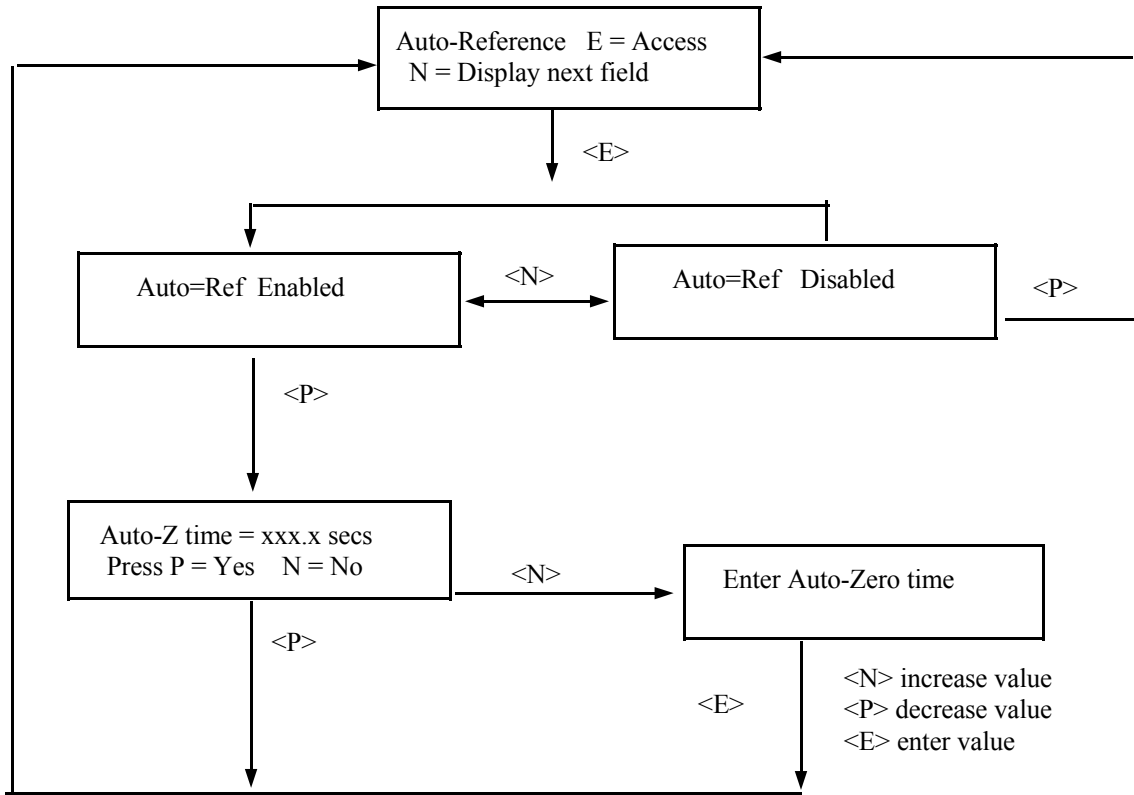 Auto-Reference E = Access
N = Display next field
<E>
Auto=Ref Enabled
<N>
Auto=Ref Disabled
<P>
<P>
Auto-Z time = xxx.x secs
Press P = Yes N = No
<N>
Enter Auto-Zero time
<P>
<E>
<N> increase value
<P> decrease value
<E> enter value